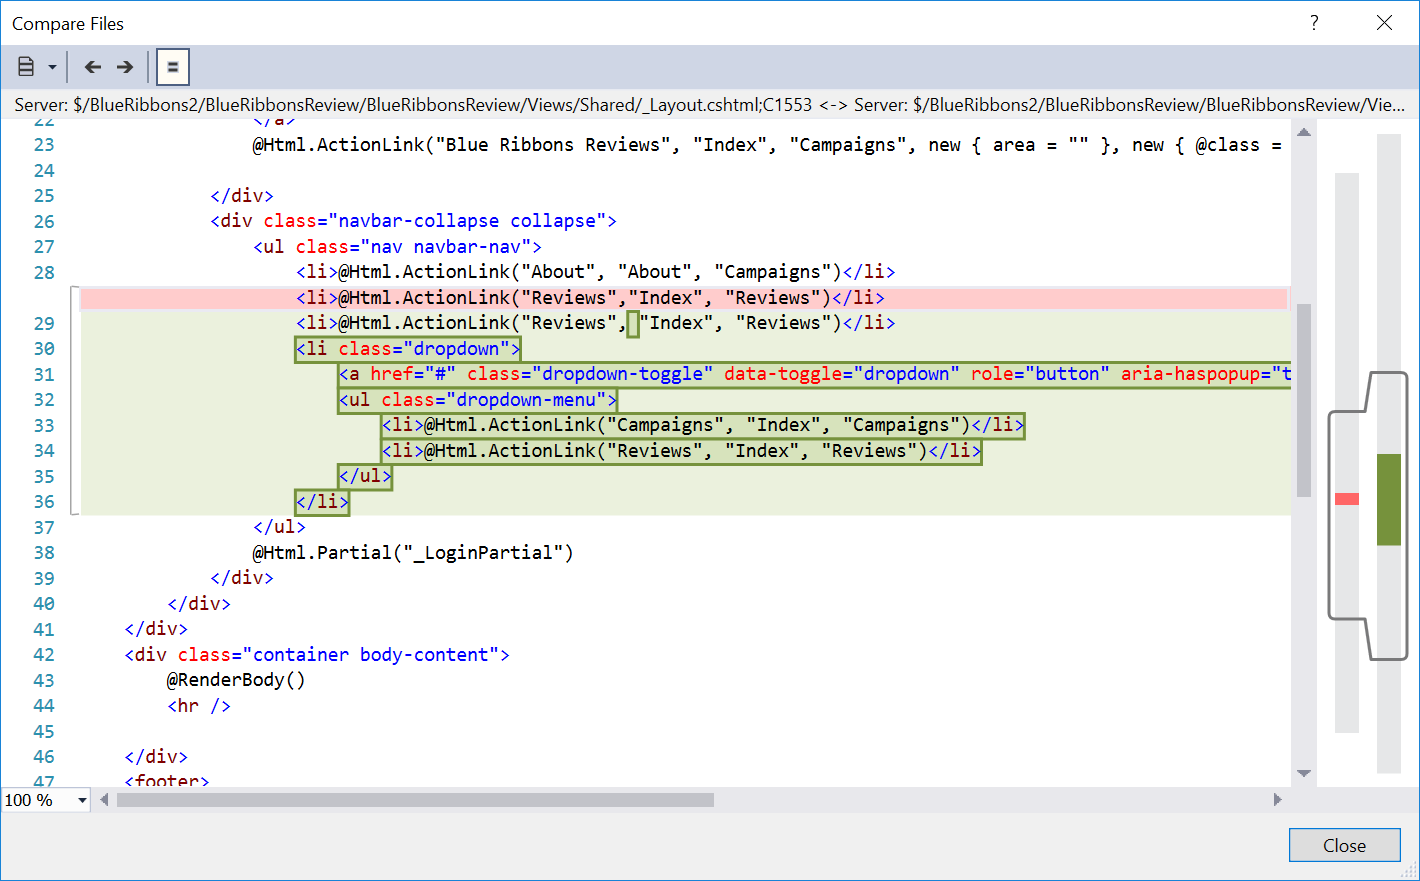 Compare Files
?
Server: $/BlueRibbons2/BlueRibbonsReview/BlueRibbonsReview/Views/Shared/_Layout.cshtml;C1553 <-> Server: $/BlueRibbons2/BlueRibbonsReview/BlueRibbonsReview/Vie...
22 </a>
23 @Html.ActionLink("Blue Ribbons Reviews", "Index", "Campaigns", new { area = "" }, new { @class =
24
25 </div>
26 <div class="navbar-collapse collapse">
27 <ul class="nav navbar-nav">
28 <li>@Html.ActionLink("About", "About", "Campaigns")</li>
<li>@Html.ActionLink("Reviews","Index", "Reviews")</li>
29 <li>@Html.ActionLink("Reviews", "Index", "Reviews")</li>
30 <li class="dropdown">
31 <a href="#" class="dropdown-toggle" data-toggle="dropdown" role="button" aria-haspopup="t
32 <ul class="dropdown-menu">
33 <li>@Html.ActionLink("Campaigns", "Index", "Campaigns")</li>
34 <li>@Html.ActionLink("Reviews", "Index", "Reviews")</li>
35 </ul>
36 </li>
37 </ul>
38 @Html.Partial("_LoginPartial")
39 </div>
40 </div>
41 </div>
42 <div class="container body-content">
43 @RenderBody()
44 <hr />
45
46 </div>
47 <footer>
100 %
Close